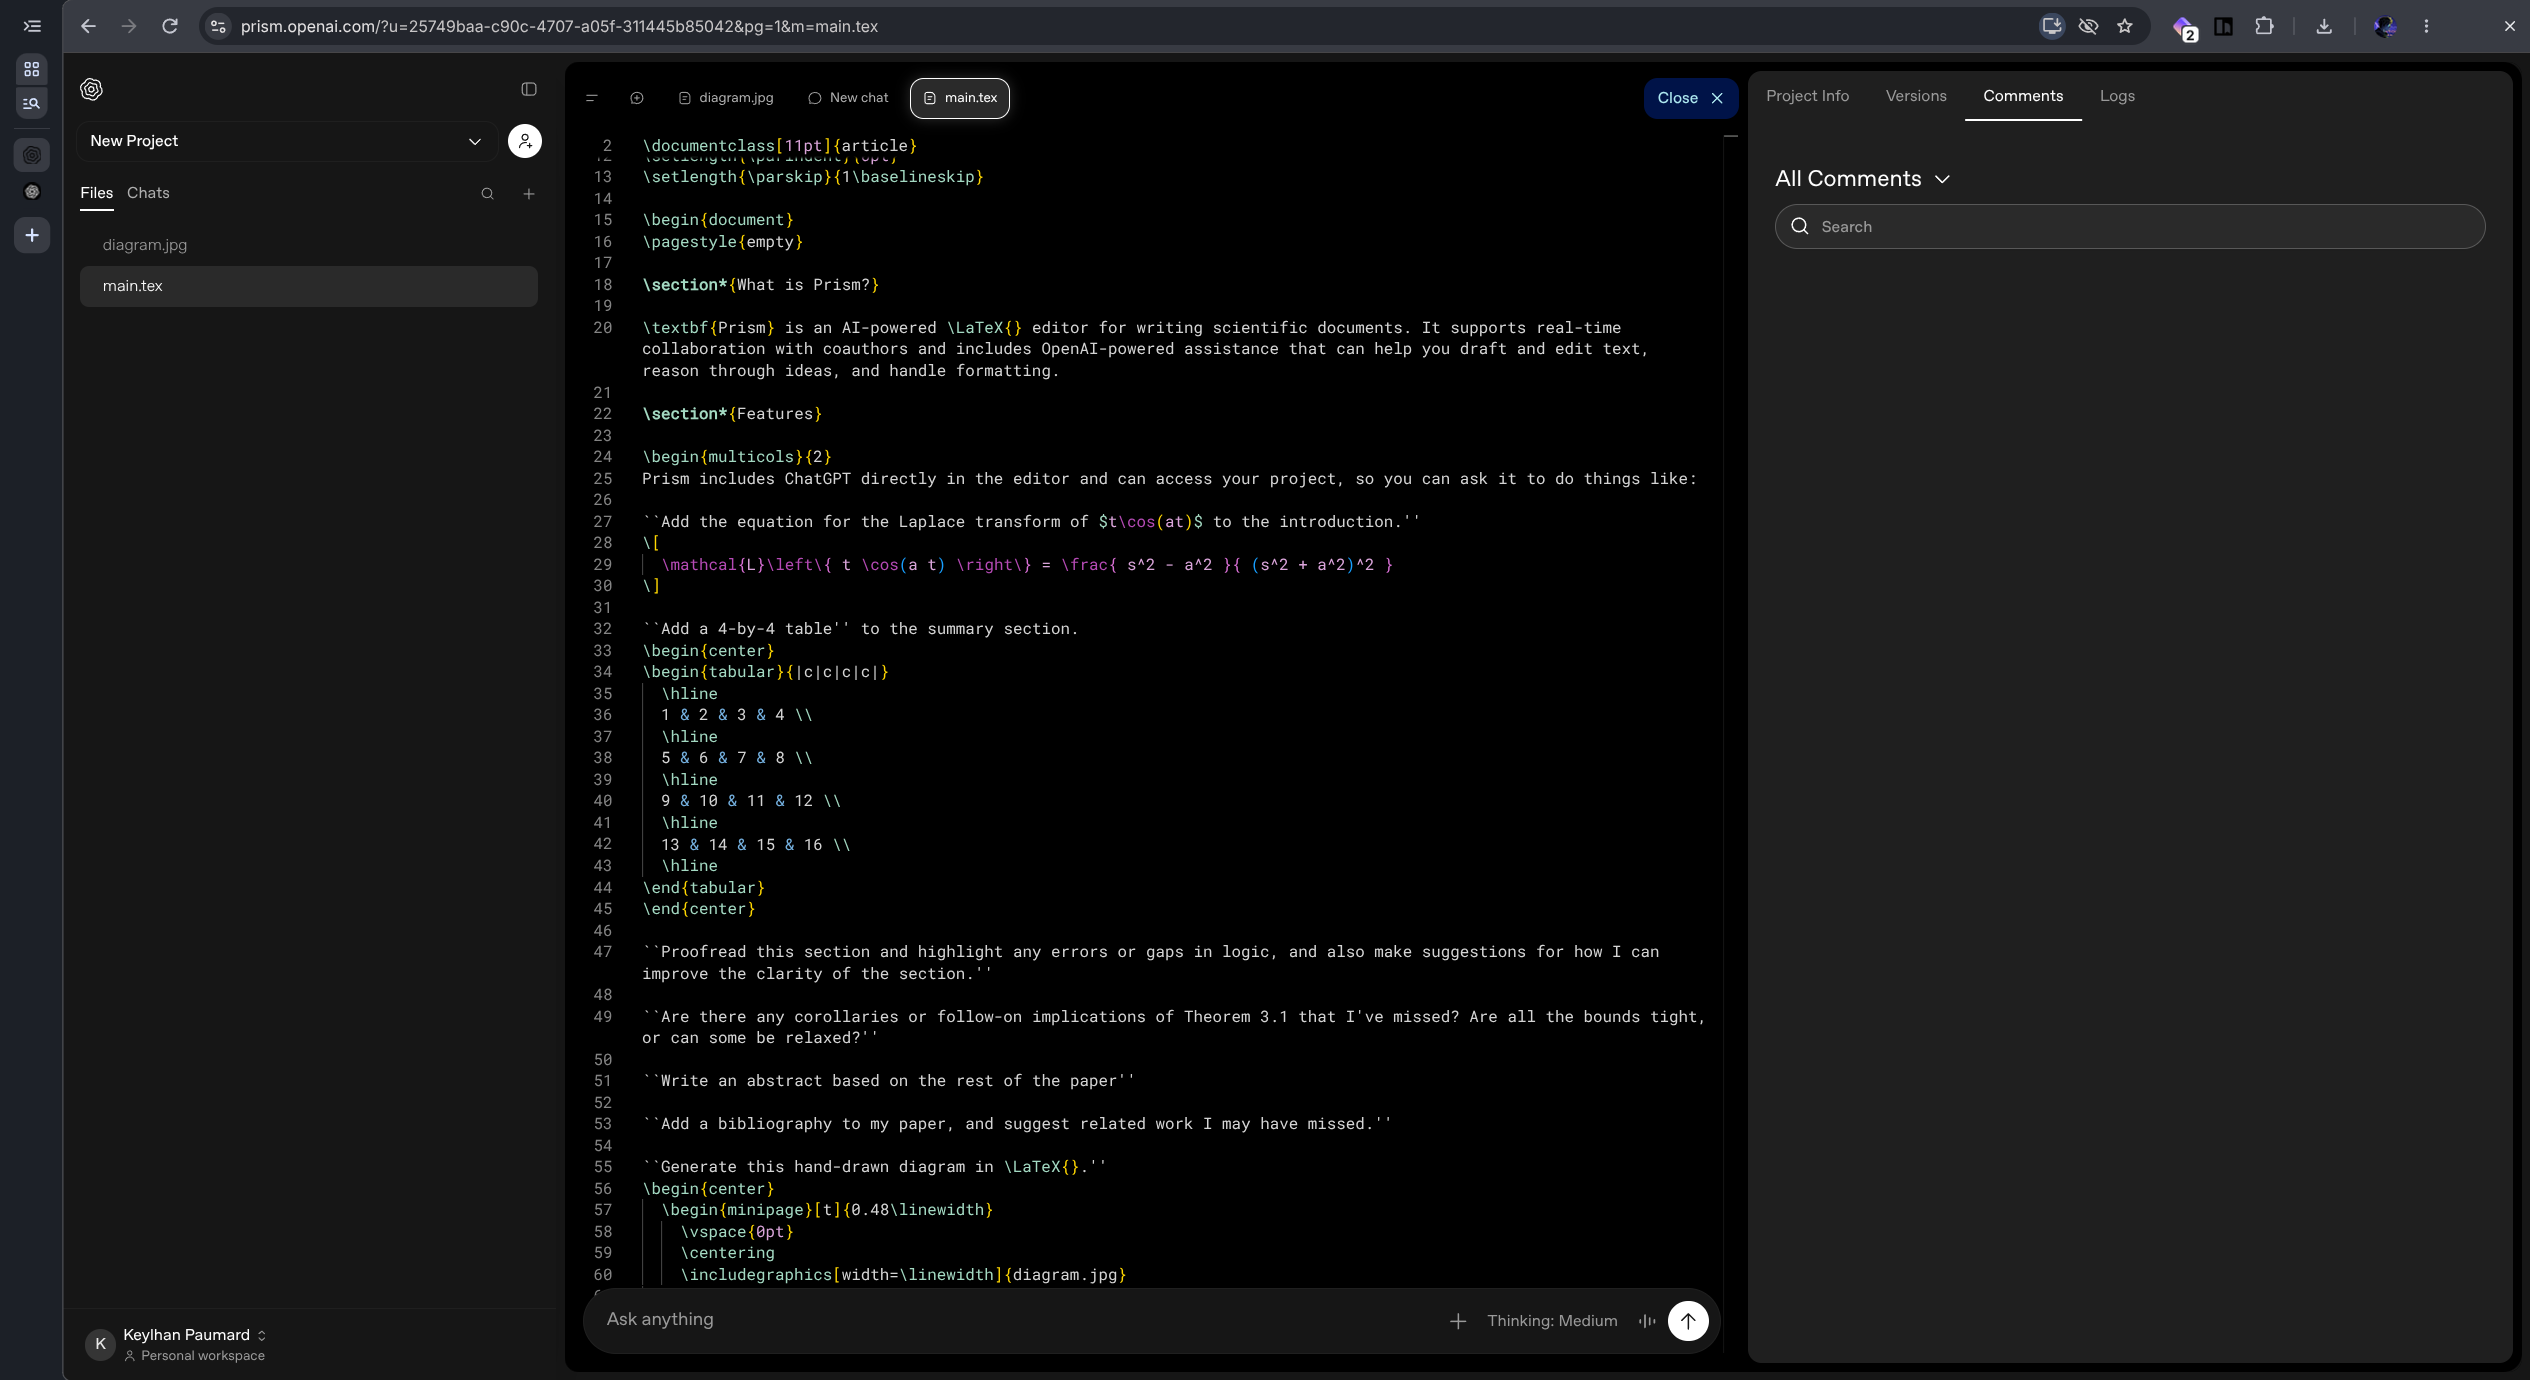 prism.openai.com/?u=25749baa-c90c-4707-a05f-311445b85042&pg=1&m=main.tex
2
New Project
Files Chats
diagram.jpg
main.tex
Keylhan Paumard
K
Personal workspace
diagram.jpg New chat main.tex
Close
2 \documentclass[11pt]{article}
12 \setlength{\parindent}{0pt}
13 \setlength{\parskip}{1\baselineskip}
14
15 \begin{document}
16 \pagestyle{empty}
17
18 \section*{What is Prism?}
19
20 \textbf{Prism} is an AI-powered \LaTeX{} editor for writing scientific documents. It supports real-time
collaboration with coauthors and includes OpenAI-powered assistance that can help you draft and edit text,
reason through ideas, and handle formatting.
21
22 \section*{Features}
23
24 \begin{multicols}{2}
25 Prism includes ChatGPT directly in the editor and can access your project, so you can ask it to do things like:
26
27 ``Add the equation for the Laplace transform of $t\cos(at)$ to the introduction.''
28 \[
29 \mathcal{L}\left\{ t \cos(a t) \right\} = \frac{ s^2 - a^2 }{ (s^2 + a^2)^2 }
30 \]
31
32 ``Add a 4-by-4 table'' to the summary section.
33 \begin{center}
34 \begin{tabular}{|c|c|c|c|}
35 \hline
36 1 & 2 & 3 & 4 \\
37 \hline
38 5 & 6 & 7 & 8 \\
39 \hline
40 9 & 10 & 11 & 12 \\
41 \hline
42 13 & 14 & 15 & 16 \\
43 \hline
44 \end{tabular}
45 \end{center}
46
47 ``Proofread this section and highlight any errors or gaps in logic, and also make suggestions for how I can
improve the clarity of the section.''
48
49 ``Are there any corollaries or follow-on implications of Theorem 3.1 that I've missed? Are all the bounds tight,
or can some be relaxed?''
50
51 ``Write an abstract based on the rest of the paper''
52
53 ``Add a bibliography to my paper, and suggest related work I may have missed.''
54
55 ``Generate this hand-drawn diagram in \LaTeX{}.''
56 \begin{center}
57 \begin{minipage}[t]{0.48\linewidth}
58 \vspace{0pt}
59 \centering
60 \includegraphics[width=\linewidth]{diagram.jpg}
Ask anything
Thinking: Medium
Project Info Versions Comments Logs
All Comments
Search